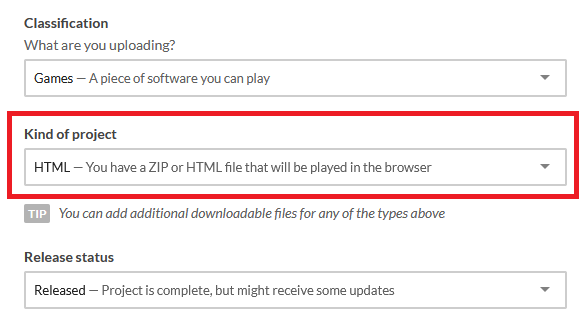 Classification
What are you uploading?
Games — A piece of software you can play
Kind of project
HTML — You have a ZIP or HTML file that will be played in the browser
TIP You can add additional downloadable files for any of the types above
Release status
Released — Project is complete, but might receive some updates